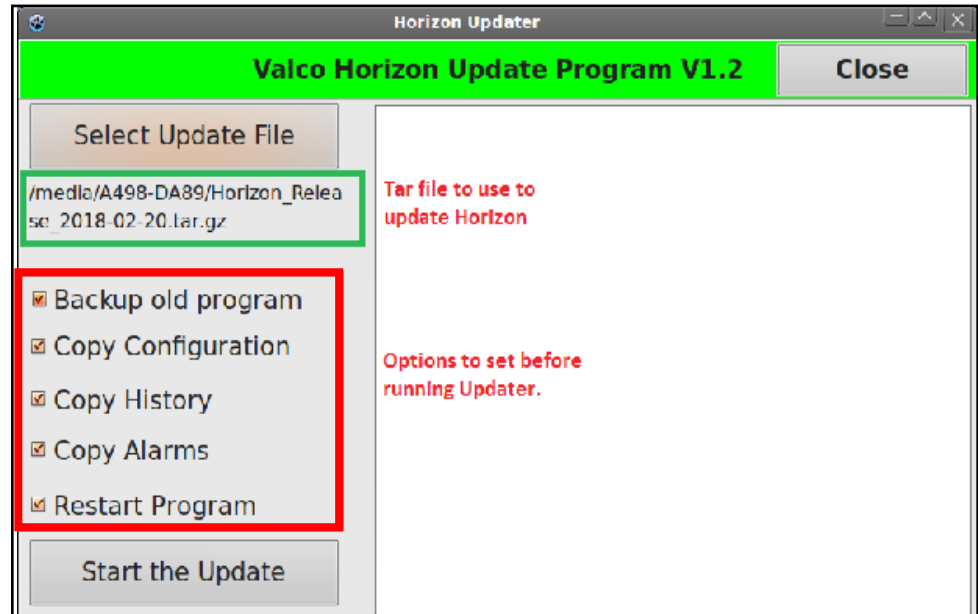 Horizon Updater
Valco Horizon Update Program V1.2
Close
Select Update File
/media/A498-DA89/Horizon_Relea
se_2018-02-20.tar.gz
Tar file to use to
update Horizon
Backup old program
Copy Configuration
Copy History
Copy Alarms
Restart Program
Options to set before
running Updater.
Start the Update